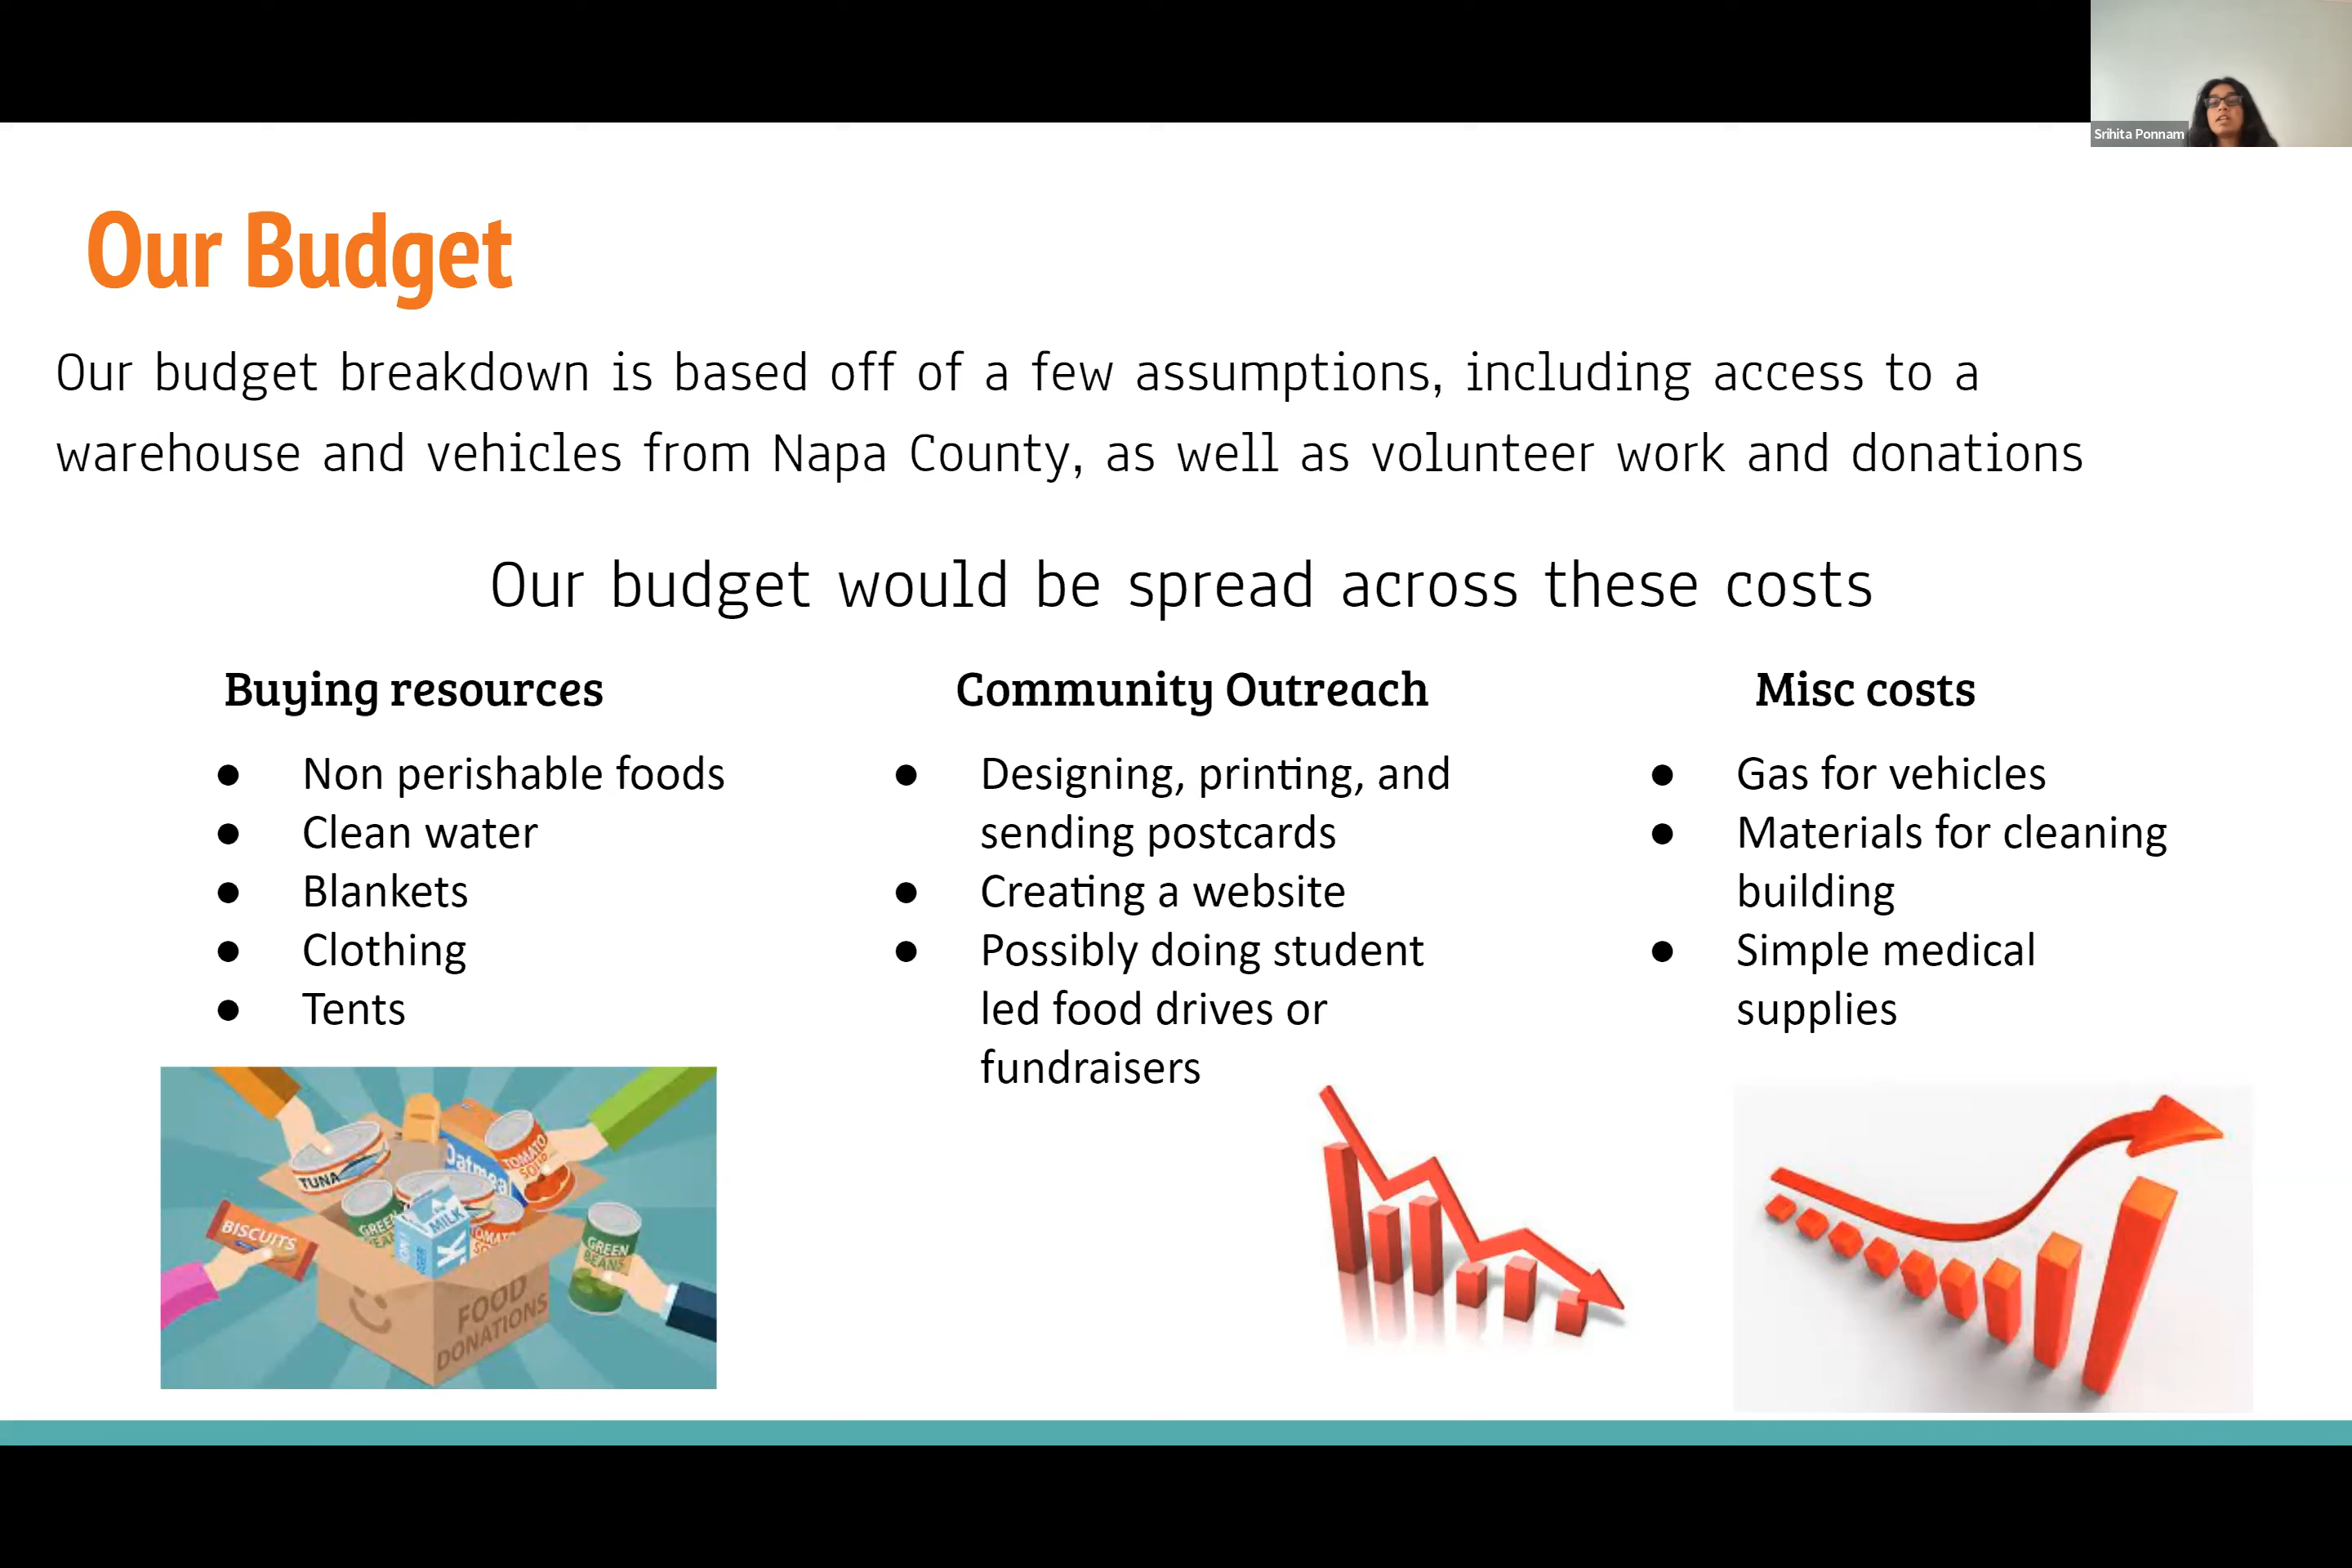 Srihita Ponnam
Our Budget
Our budget breakdown is based off of a few assumptions, including access to a
warehouse and vehicles from Napa County, as well as volunteer work and donations
Our budget would be spread across these costs
Buying resources
● Non perishable foods
● Clean water
● Blankets
● Clothing
● Tents
Community Outreach
● Designing, printing, and
sending postcards
● Creating a website
● Possibly doing student
led food drives or
fundraisers
Misc costs
● Gas for vehicles
● Materials for cleaning
building
● Simple medical
supplies
TUNA
Oatmeal
TOMATO
SOUP
BISCUITS
GREEN
BEANS
MILK
GREEN
BEANS
FOOD
DONATIONS